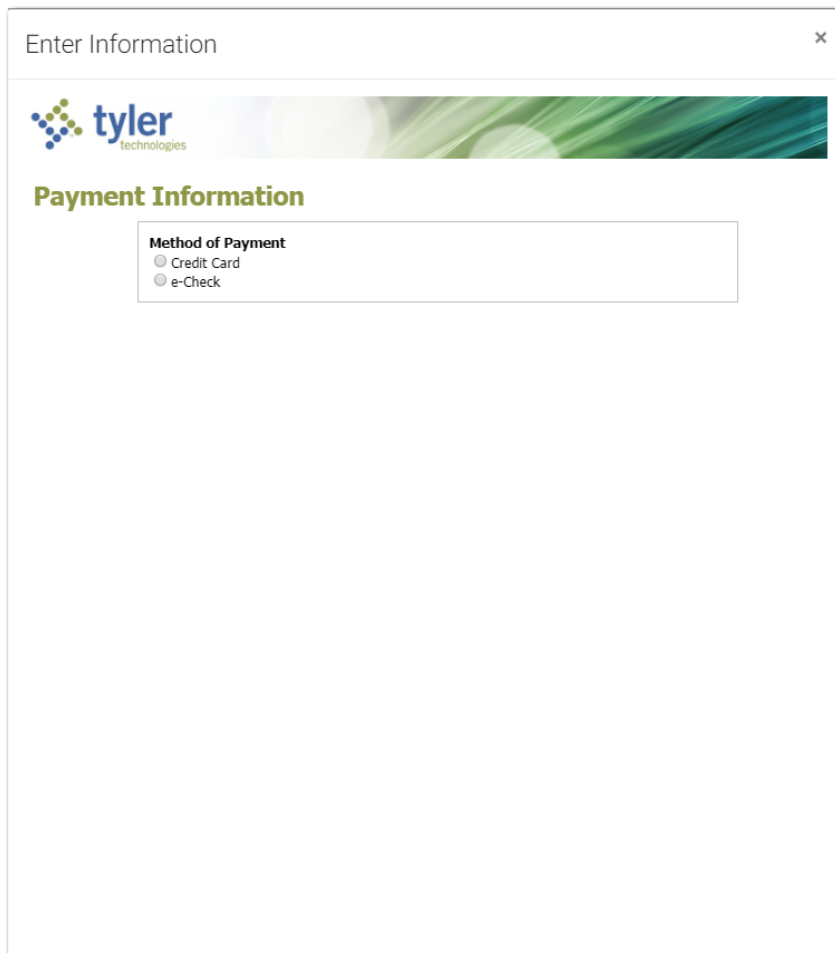 Enter Information
×
tyler
technologies
Payment Information
Method of Payment
Credit Card
e-Check